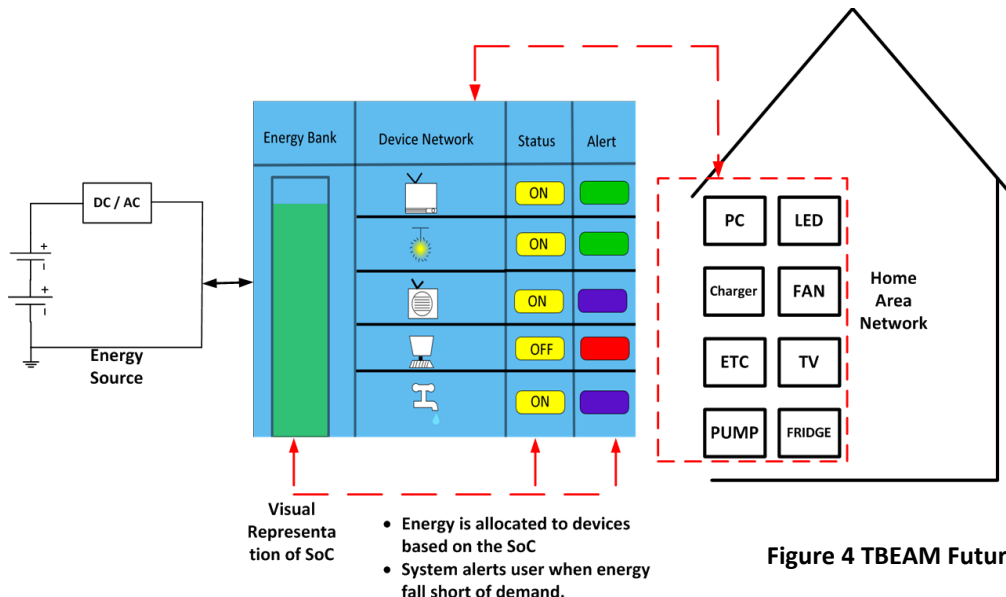 Energy Bank
Device Network
Status
Alert
DC / AC
+
-
+
-
Energy
Source
ON
ON
ON
OFF
ON
PC
LED
Charger
FAN
ETC
TV
PUMP
FRIDGE
Home
Area
Network
Visual
Representa
tion of SoC
• Energy is allocated to devices
based on the SoC
• System alerts user when energy
fall short of demand.
Figure 4 TBEAM Futur